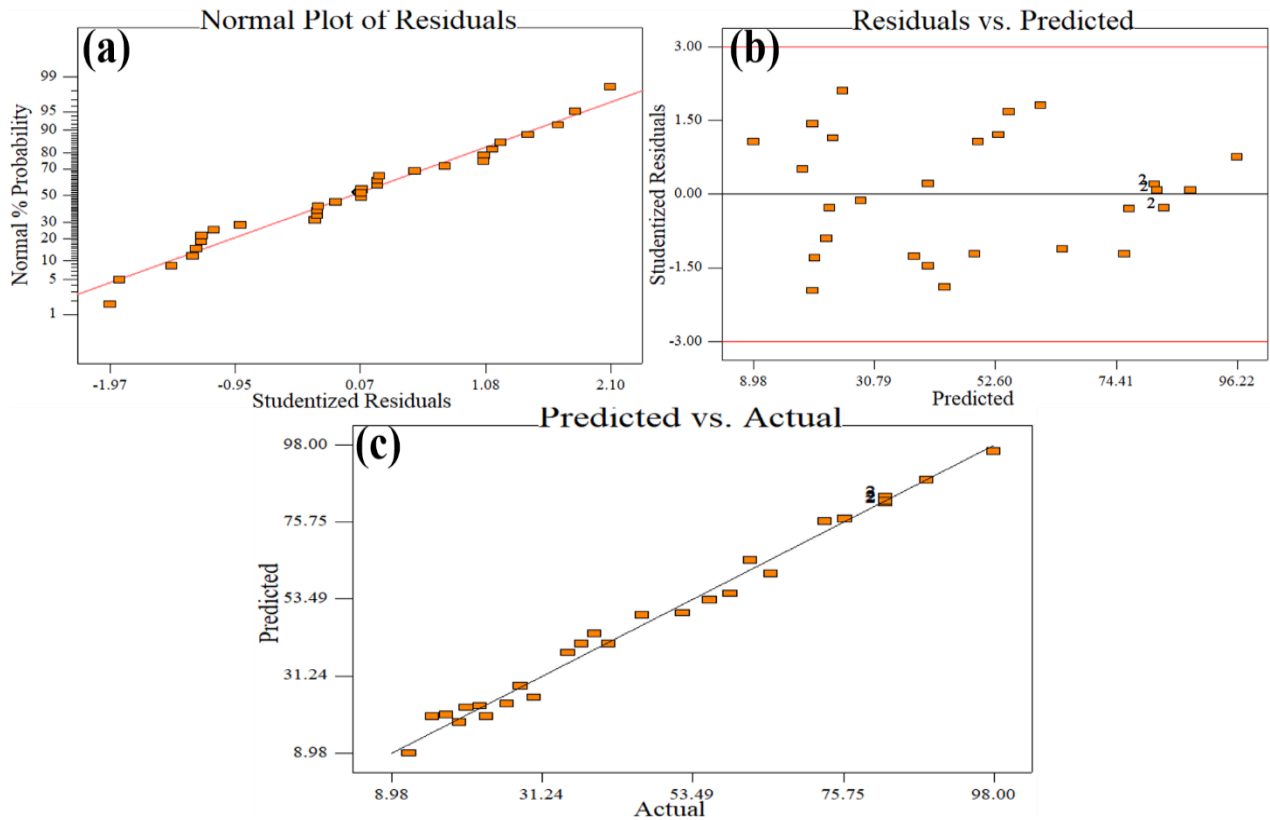 Normal Plot of Residuals
(a)
Normal % Probability
99
95
90
80
70
50
30
20
10
5
1
-1.97 -0.95 0.07 1.08 2.10
Studentized Residuals
Residuals vs. Predicted
(b)
Studentized Residuals
3.00
1.50
0.00
-1.50
-3.00
2
2
2
8.98 30.79 52.60 74.41 96.22
Predicted
Predicted vs. Actual
(c)
Predicted
98.00
75.75
53.49
31.24
8.98
8.98 31.24 53.49 75.75 98.00
Actual